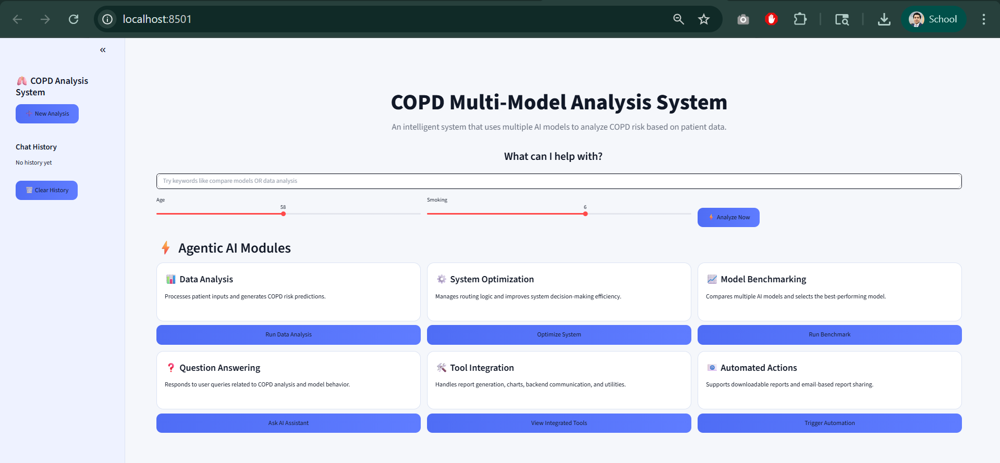 localhost:8501
School
COPD Analysis
System
New Analysis
Chat History
No history yet
Clear History
COPD Multi-Model Analysis System
An intelligent system that uses multiple AI models to analyze COPD risk based on patient data.
What can I help with?
Try keywords like compare models OR data analysis
Age
58
Smoking
6
Analyze Now
Agentic AI Modules
Data Analysis
Processes patient inputs and generates COPD risk predictions.
Run Data Analysis
System Optimization
Manages routing logic and improves system decision-making efficiency.
Optimize System
Model Benchmarking
Compares multiple AI models and selects the best-performing model.
Run Benchmark
Question Answering
Responds to user queries related to COPD analysis and model behavior.
Ask AI Assistant
Tool Integration
Handles report generation, charts, backend communication, and utilities.
View Integrated Tools
Automated Actions
Supports downloadable reports and email-based report sharing.
Trigger Automation